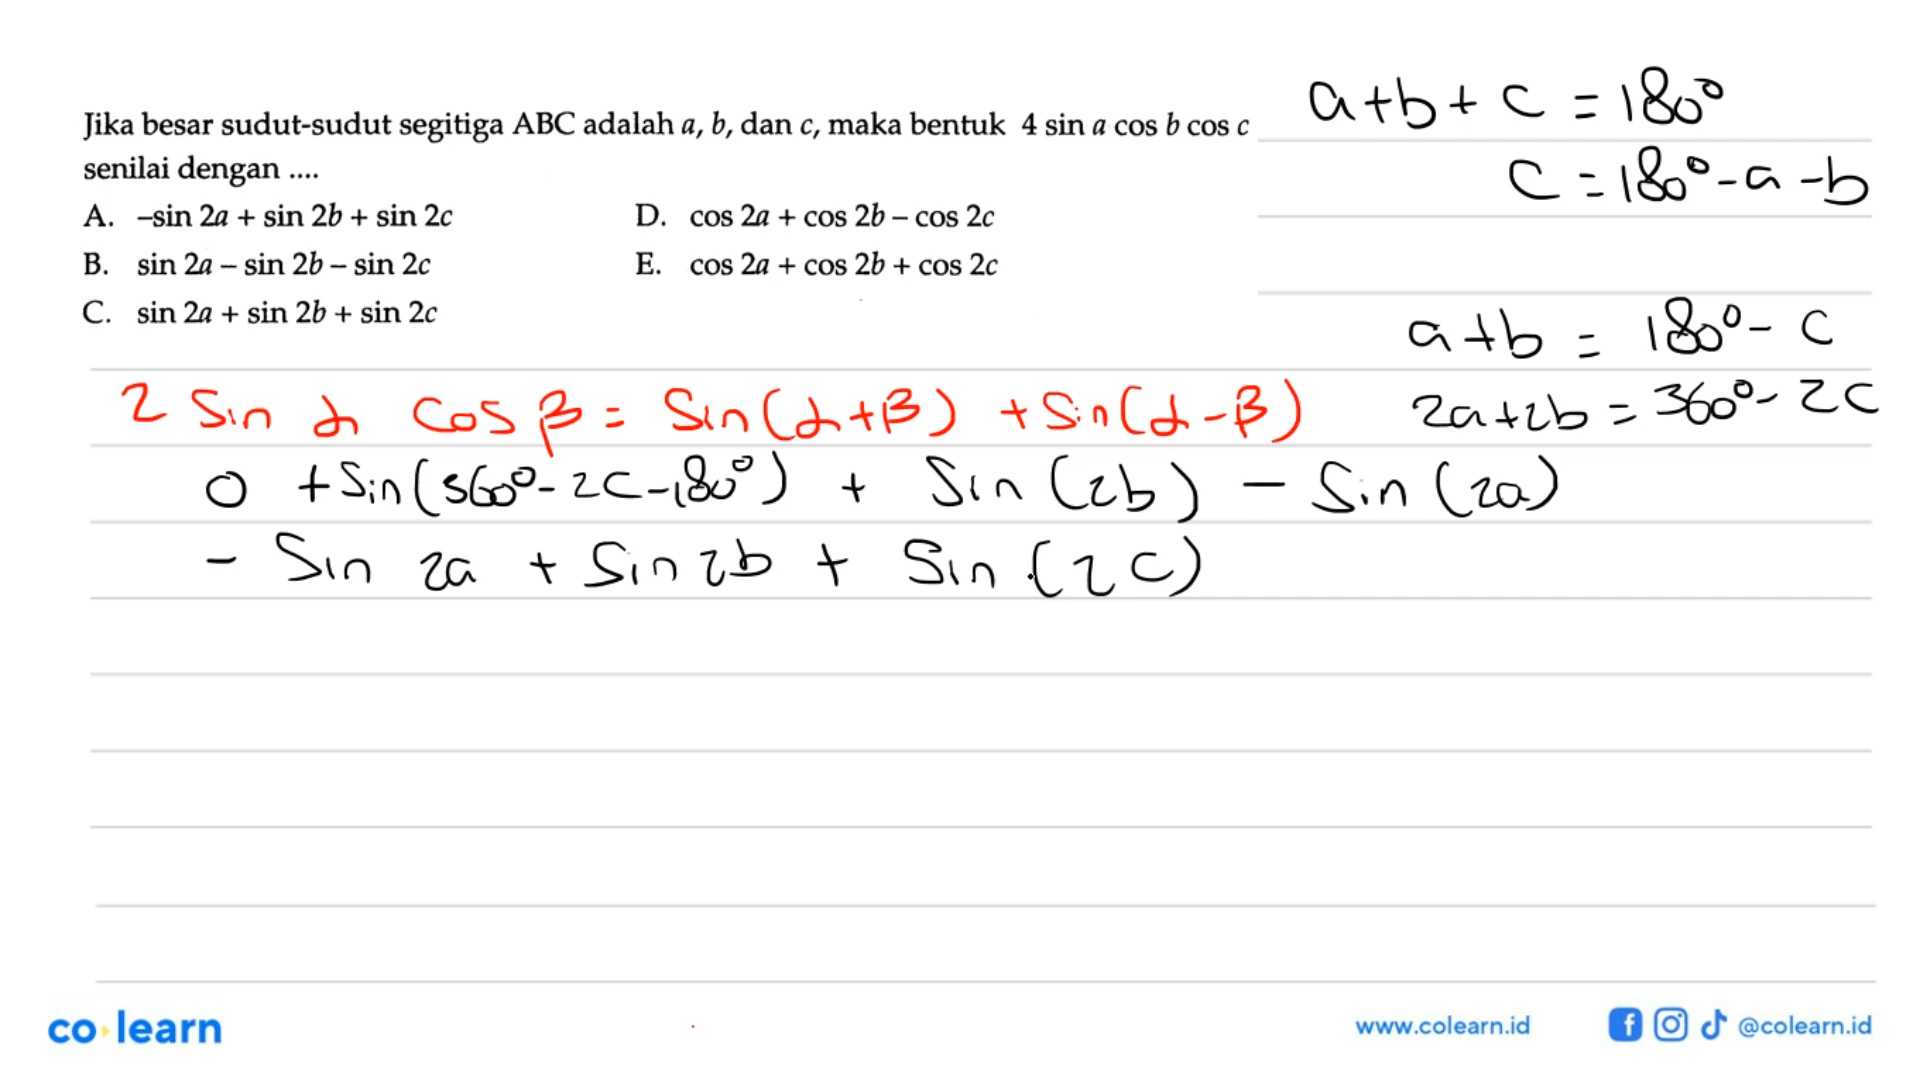 Jika besar sudut-sudut segitiga ABC adalah a, b, dan c, maka bentuk 4 sin a cos b cos c
senilai dengan ....
A. –sin 2a + sin 2b + sin 2c
B. sin 2a – sin 2b – sin 2c
C. sin 2a + sin 2b + sin 2c
D. cos 2a + cos 2b – cos 2c
E. cos 2a + cos 2b + cos 2c
a + b + c = 180°
c = 180° - a - b
a + b = 180° - c
2a + 2b = 360° - 2c
2 sin α cos β = sin(α + β) + sin(α - β)
0 + sin(360° - 2c - 180°) + sin(2b) - sin(2a)
- sin 2a + sin 2b + sin (2c)
co learn
www.colearn.id
@colearn.id